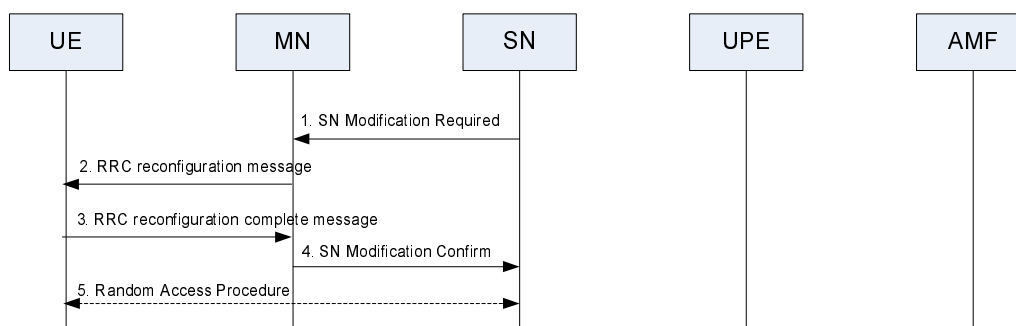 UE
MN
SN
UPE
AMF
1. SN Modification Required
2. RRC reconfiguration message
3. RRC reconfiguration complete message
4. SN Modification Confirm
5. Random Access Procedure